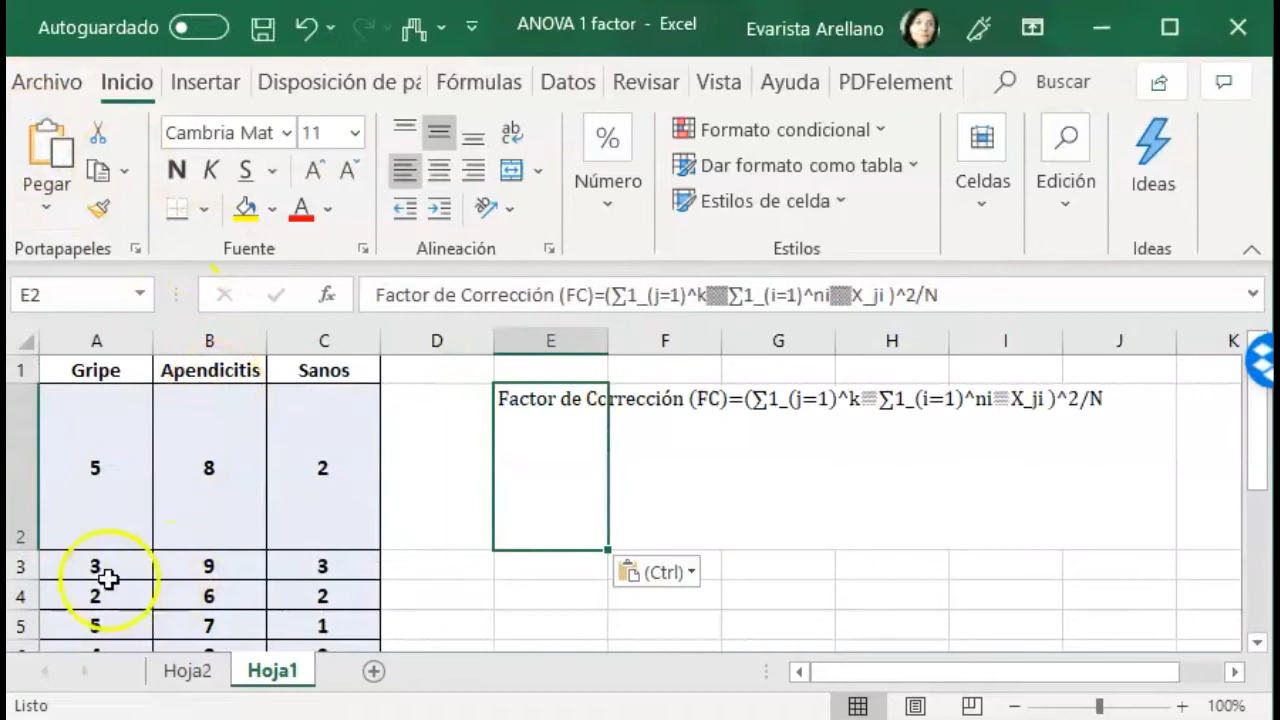 Autoguardado
ANOVA 1 factor - Excel
Evarista Arellano
Archivo Inicio Insertar Disposición de pá Fórmulas Datos Revisar Vista Ayuda PDFelement Buscar
Pegar
Cambria Mat 11
N K S A A
A
ab
%
Número
Formato condicional
Dar formato como tabla
Estilos de celda
Celdas
Edición
Ideas
Portapapeles Fuente Alineación Estilos Ideas
E2 fx Factor de Corrección (FC)=(∑1_(j=1)^k▒▒∑1_(i=1)^ni▒▒X_ji )^2/N
A B C D E F G H I J K
1 Gripe Apendicitis Sanos
Factor de Corrección (FC)=(∑1_(j=1)^k▒∑1_(i=1)^ni▒X_ji )^2/N
5 8 2
2
3 3 9 3
(Ctrl)
4 2 6 2
5 5 7 1
Hoja2 Hoja1
Listo 100%